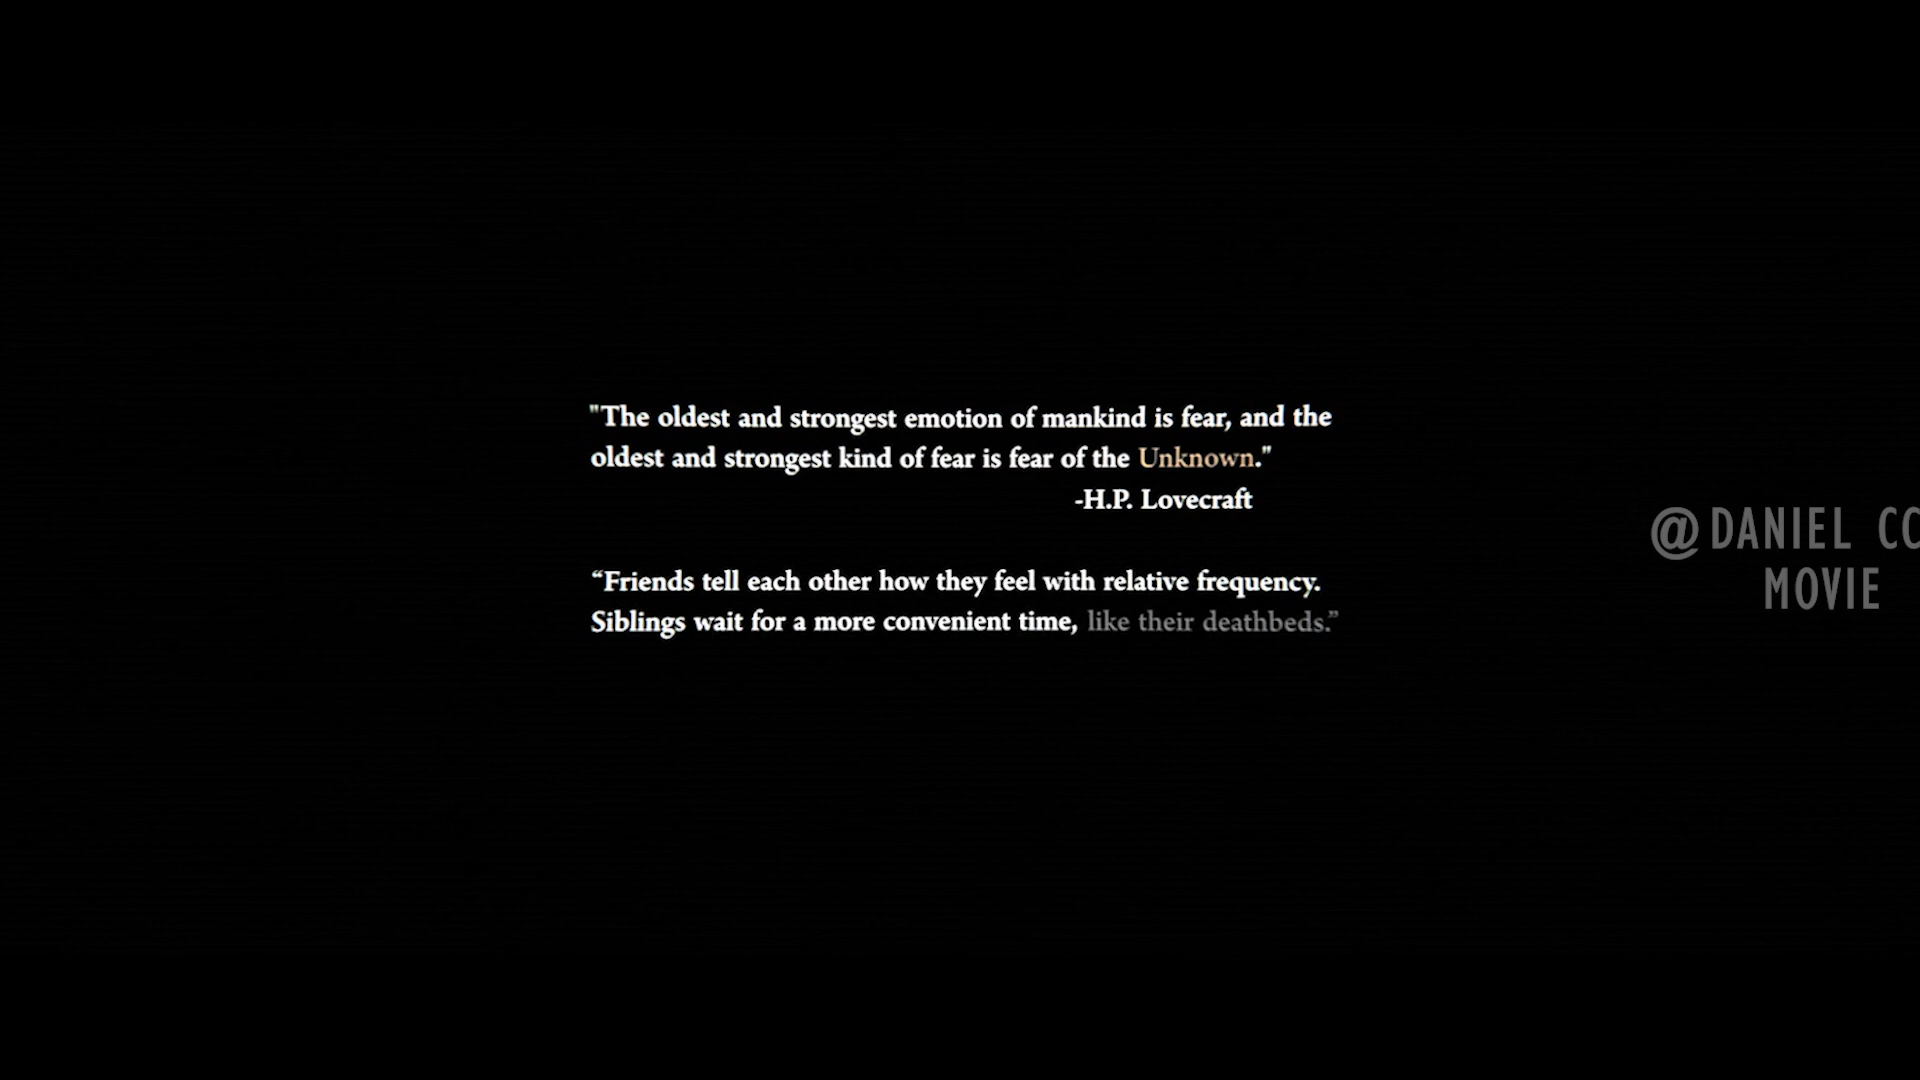 "The oldest and strongest emotion of mankind is fear, and the
oldest and strongest kind of fear is fear of the Unknown."
-H.P. Lovecraft
“Friends tell each other how they feel with relative frequency.
Siblings wait for a more convenient time, like their deathbeds.”
@DANIEL CO
MOVIE